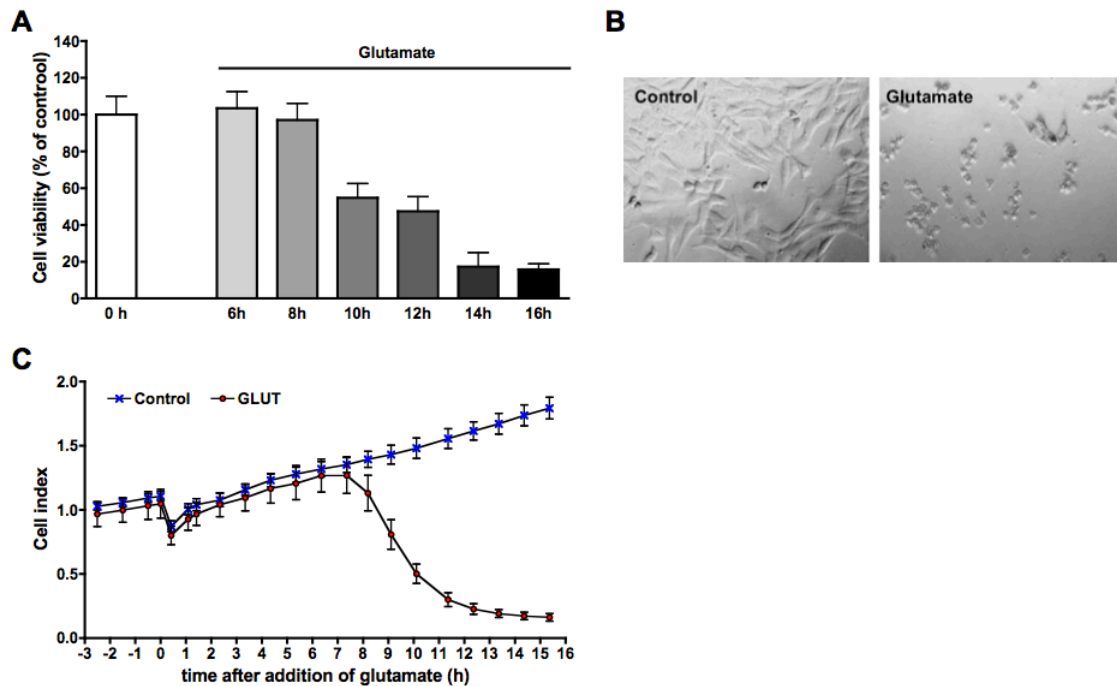 A
Glutamate
140
120
100
80
60
40
20
0
Cell viability (% of controol)
0 h 6h 8h 10h 12h 14h 16h
B
Control
Glutamate
C
Control GLUT
2.0
1.5
1.0
0.5
0.0
Cell index
-3 -2 -1 0 1 2 3 4 5 6 7 8 9 10 11 12 13 14 15 16
time after addition of glutamate (h)